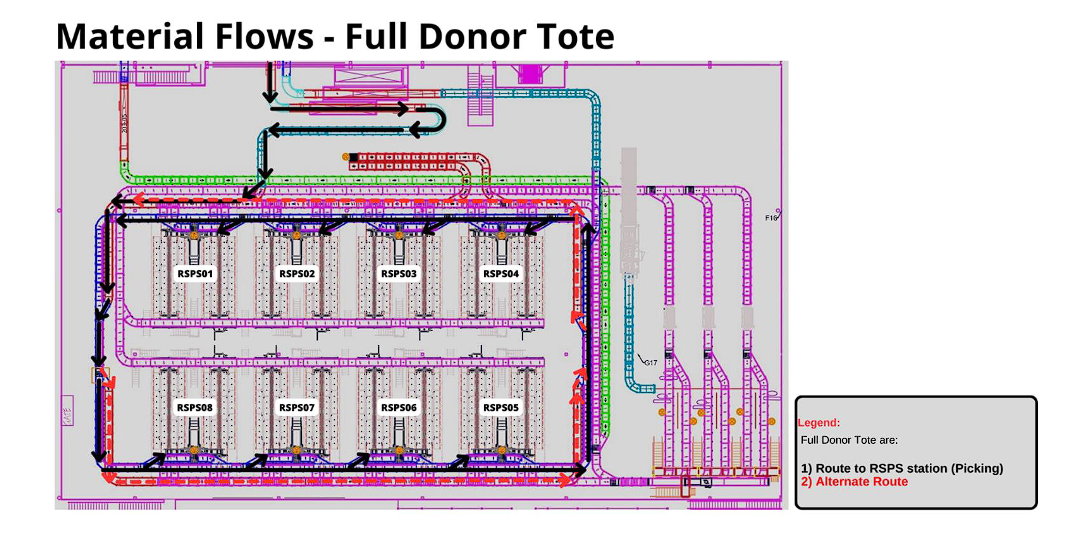 Material Flows - Full Donor Tote
F16
RSPS01 RSPS02 RSPS03 RSPS04
G17
RSPS08 RSPS07 RSPS06 RSPS05
Legend:
Full Donor Tote are:
1) Route to RSPS station (Picking)
2) Alternate Route